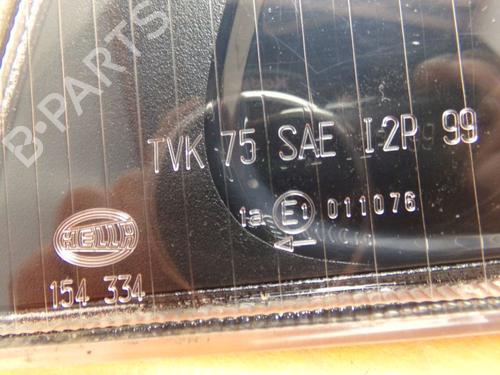 B-PARTS
TVK 75 SAE I2P 99
1a E1 011076
HELLA
154 334